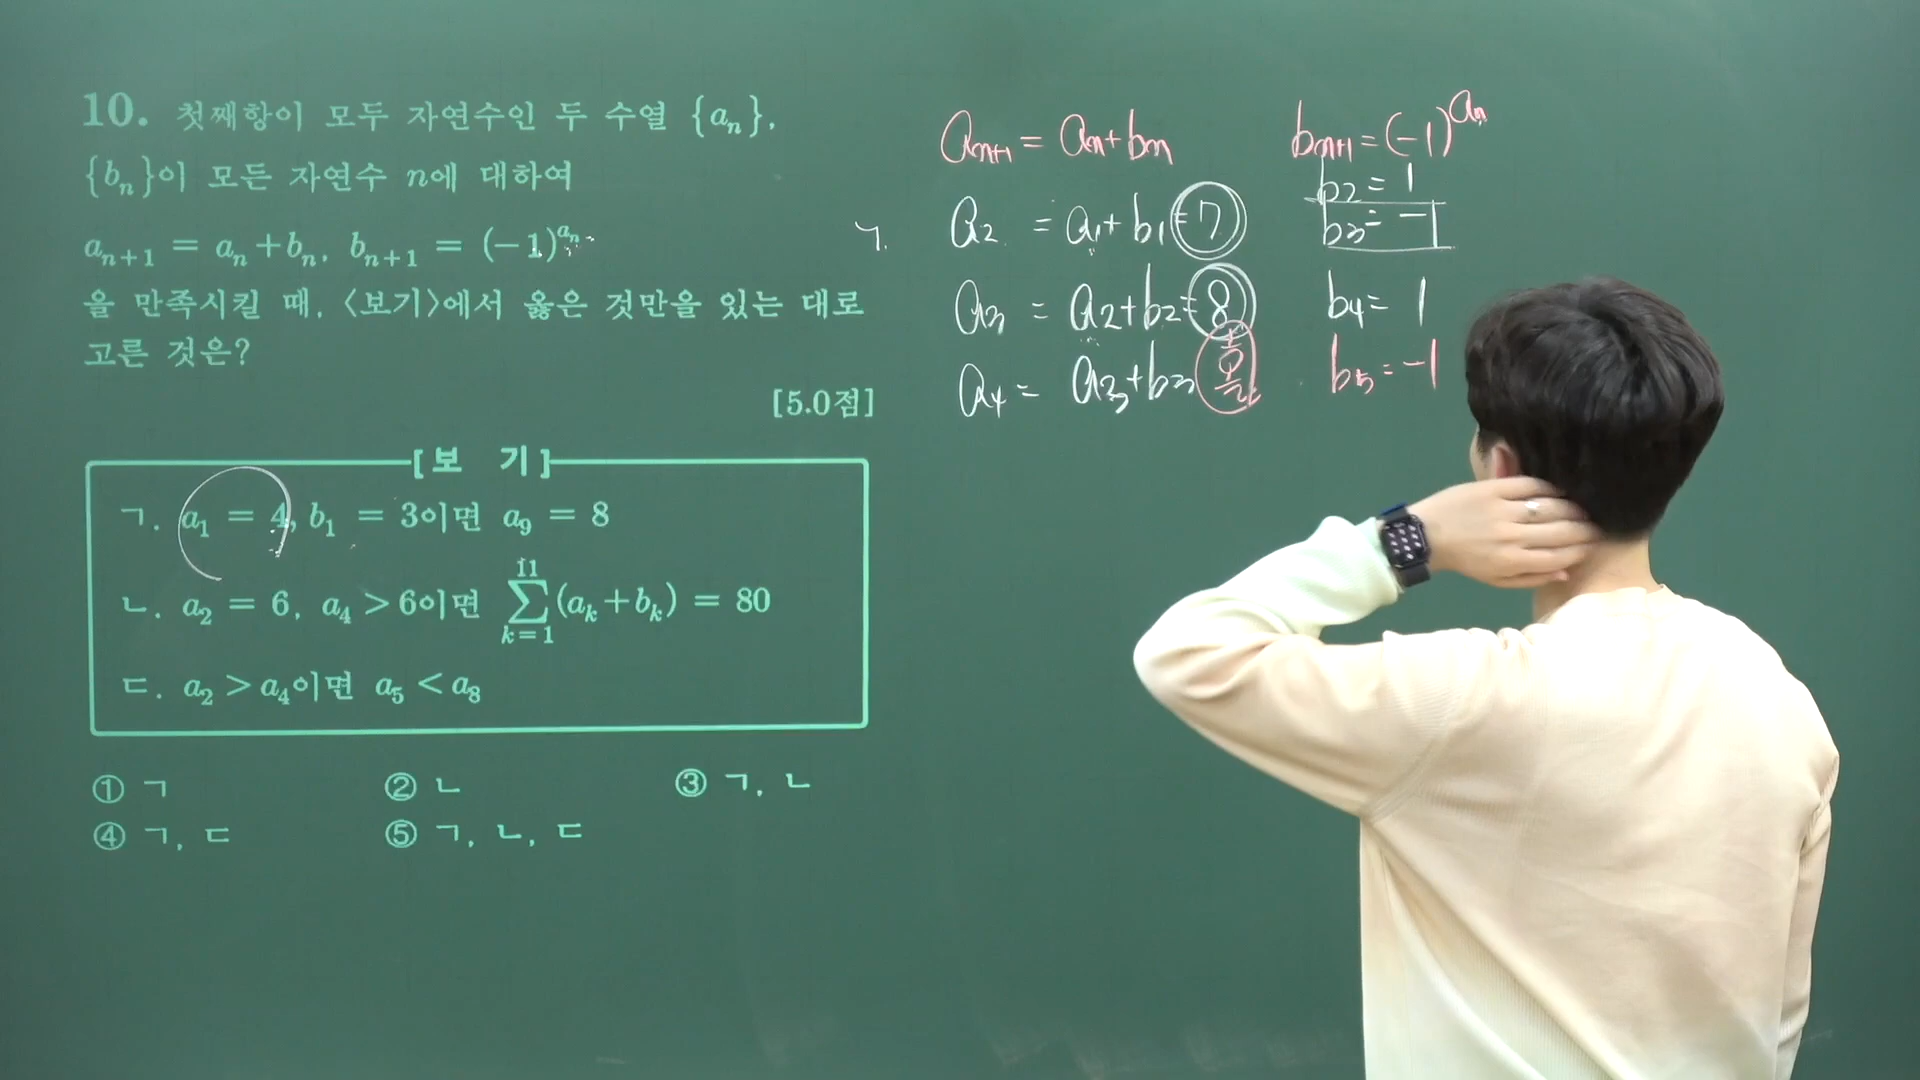 10. 첫째항이 모두 자연수인 두 수열 {aₙ},
{bₙ}이 모든 자연수 n에 대하여
aₙ₊₁ = aₙ + bₙ, bₙ₊₁ = (-1)^aₙ
을 만족시킬 때, <보기>에서 옳은 것만을 있는 대로
고른 것은?
[5.0점]
[보 기]
ㄱ. a₁ = 4, b₁ = 3이면 a₉ = 8
ㄴ. a₂ = 6, a₄ > 6이면 ∑_{k=1}^{11} (aₖ + bₖ) = 80
ㄷ. a₂ > a₄이면 a₅ < a₈
① ㄱ ② ㄴ ③ ㄱ, ㄴ
④ ㄱ, ㄷ ⑤ ㄱ, ㄴ, ㄷ
aₙ₊₁ = aₙ + bₙ bₙ₊₁ = (-1)^aₙ
b₂ = 1
ㄱ. a₂ = a₁ + b₁ = 7 b₃ = -1
a₃ = a₂ + b₂ = 8 b₄ = 1
a₄ = a₃ + b₃ 홀 b₅ = -1